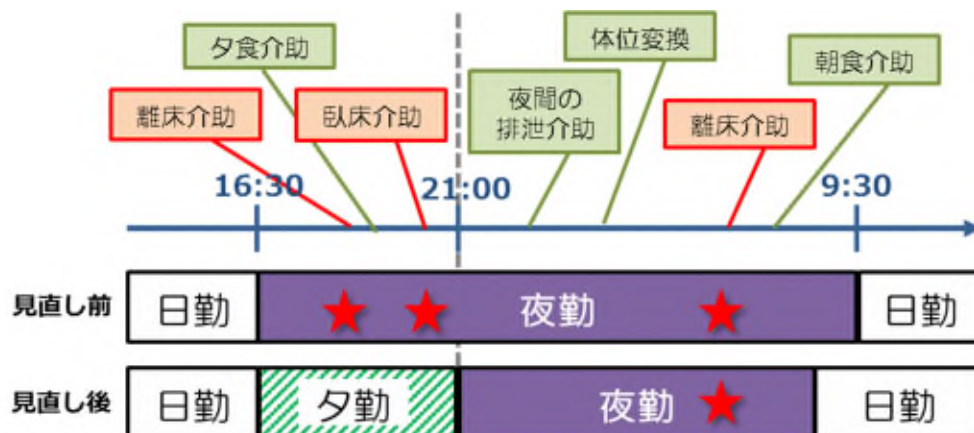 夕食介助
体位変換
朝食介助
離床介助
臥床介助
夜間の
排泄介助
離床介助
16:30
21:00
9:30
見直し前
日勤
夜勤
日勤
見直し後
日勤
夕勤
夜勤
日勤